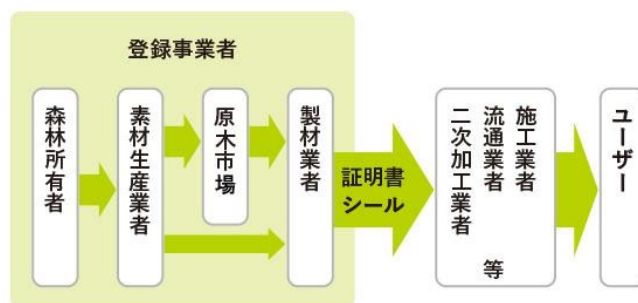 登録事業者
森林所有者
素材生産業者
原木市場
製材業者
証明書
シール
施工業者
流通業者
二次加工業者
等
ユーザー